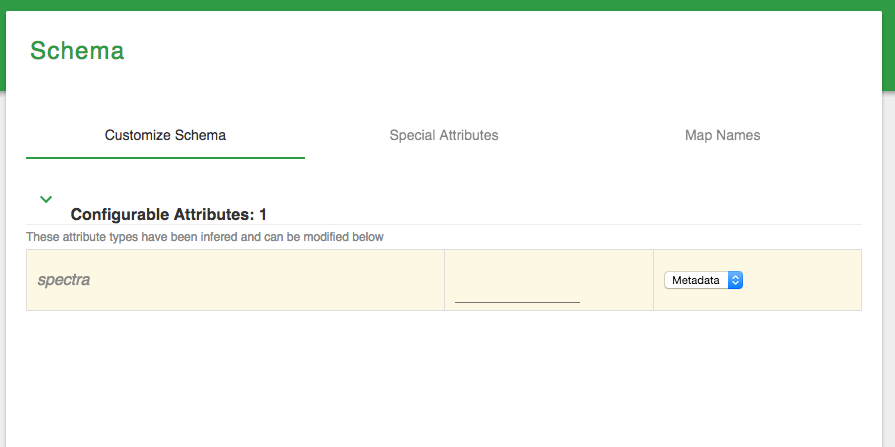 Schema
Customize Schema
Special Attributes
Map Names
Configurable Attributes: 1
These attribute types have been infered and can be modified below
spectra
Metadata